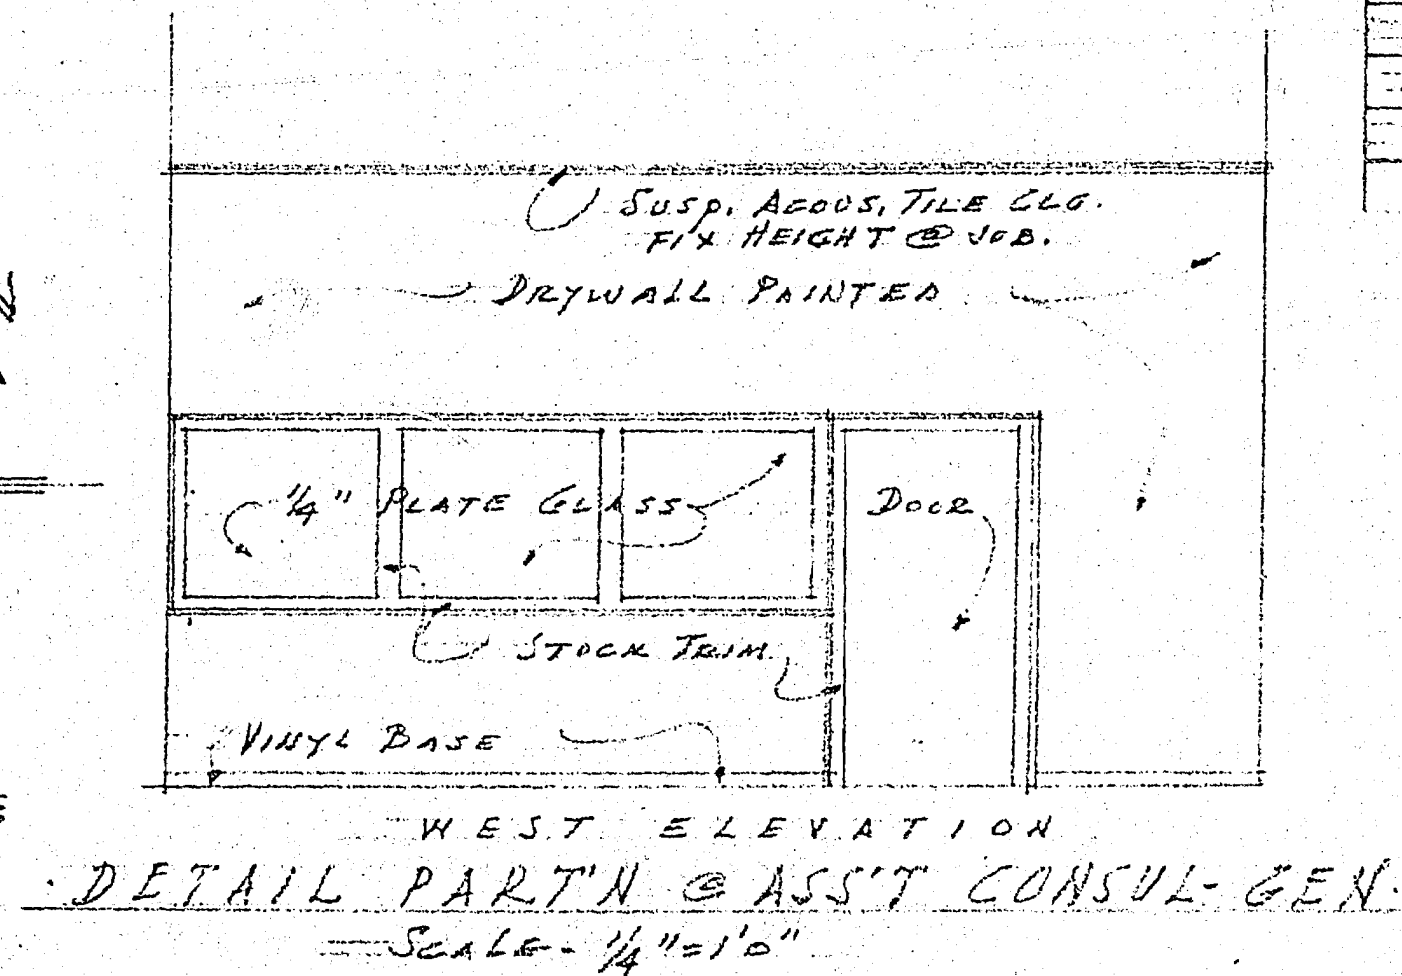 SUSP. ACOUS. TILE CLG.
FIX HEIGHT @ JOB.
DRYWALL PAINTED
1/4" PLATE GLASS
DOOR
STOCK TRIM
VINYL BASE
WEST ELEVATION
DETAIL PART'N @ ASS'T CONSUL-GEN.
SCALE - 1/4" = 1'0"